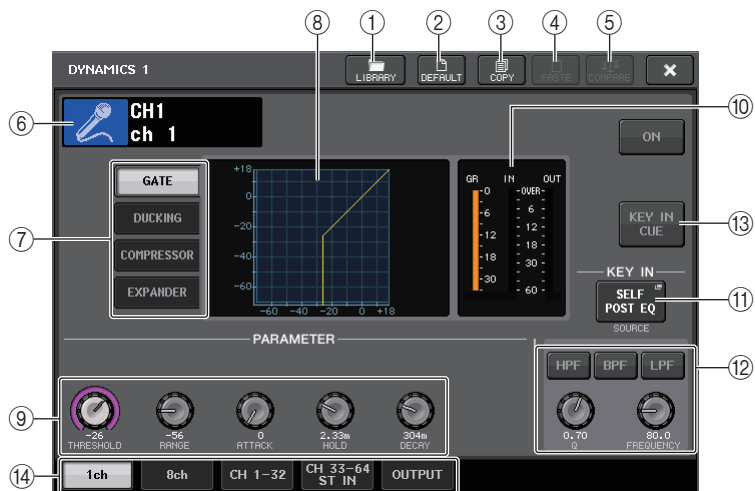 ① ② ③ ④ ⑤
⑧
DYNAMICS 1
LIBRARY DEFAULT COPY PASTE COMPARE ×
⑥ CH1
ch 1
⑩
ON
⑦ GATE
DUCKING
COMPRESSOR
EXPANDER
+18
0
-20
-40
-60
-60 -40 -20 0 +18
GR IN OUT
0 OVER
6 6
12 12
18 18
30 30
60
KEY IN
CUE
⑬
KEY IN
SELF
POST EQ
⑪
SOURCE
PARAMETER
HPF BPF LPF
⑫
⑨
-26 -56 0 2.33m 304m 0.70 80.0
THRESHOLD RANGE ATTACK HOLD DECAY Q FREQUENCY
⑭ 1ch 8ch CH 1-32 CH 33-64
ST IN OUTPUT